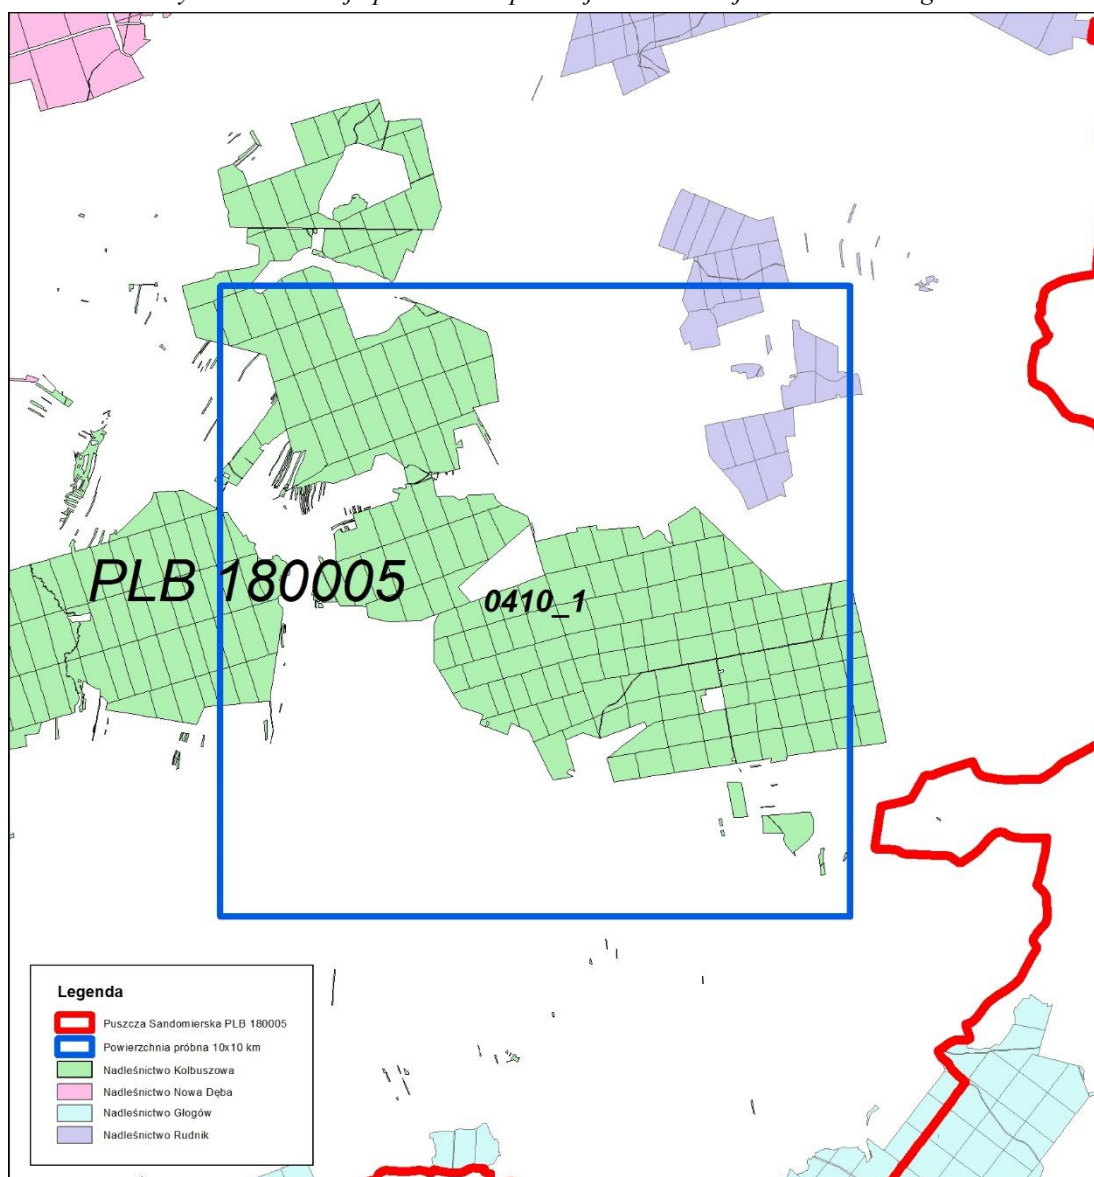 PLB 180005
0410_1
Legenda
Puszcza Sandomierska PLB 180005
Powierzchnia próbna 10x10 km
Nadleśnictwo Kolbuszowa
Nadleśnictwo Nowa Dęba
Nadleśnictwo Głogów
Nadleśnictwo Rudnik